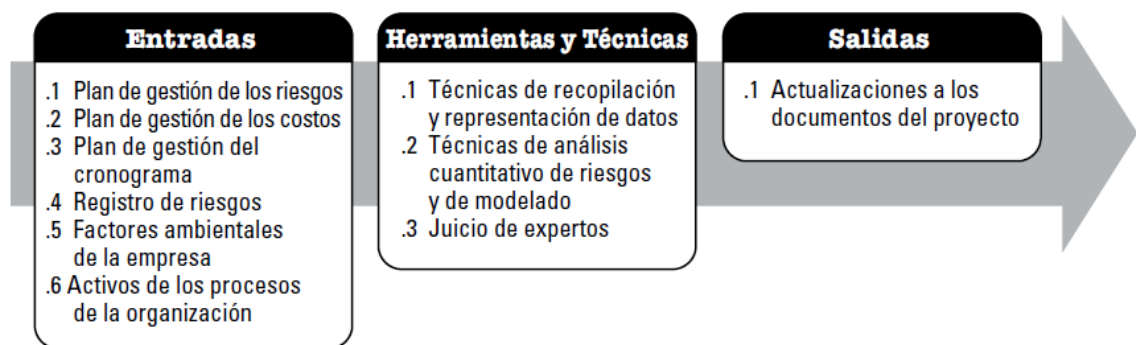 Entradas
.1 Plan de gestión de los riesgos
.2 Plan de gestión de los costos
.3 Plan de gestión del
cronograma
.4 Registro de riesgos
.5 Factores ambientales
de la empresa
.6 Activos de los procesos
de la organización
Herramientas y Técnicas
.1 Técnicas de recopilación
y representación de datos
.2 Técnicas de análisis
cuantitativo de riesgos
y de modelado
.3 Juicio de expertos
Salidas
.1 Actualizaciones a los
documentos del proyecto